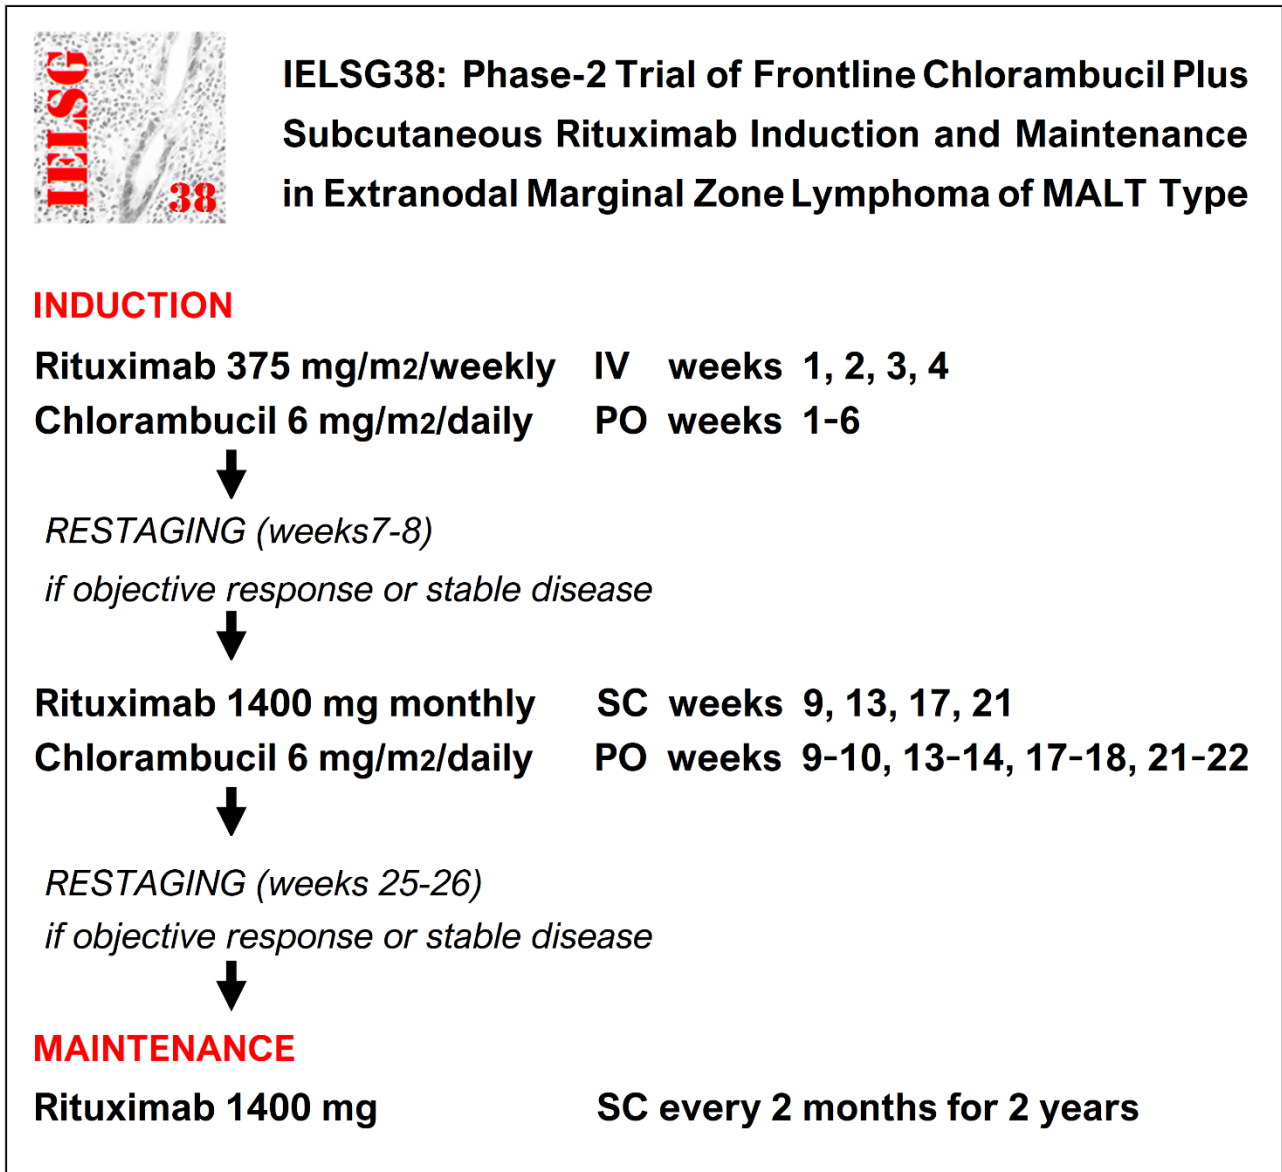 IELSG
38
IELSG38: Phase-2 Trial of Frontline Chlorambucil Plus
Subcutaneous Rituximab Induction and Maintenance
in Extranodal Marginal Zone Lymphoma of MALT Type
INDUCTION
Rituximab 375 mg/m2/weekly IV weeks 1, 2, 3, 4
Chlorambucil 6 mg/m2/daily PO weeks 1-6
RESTAGING (weeks7-8)
if objective response or stable disease
Rituximab 1400 mg monthly SC weeks 9, 13, 17, 21
Chlorambucil 6 mg/m2/daily PO weeks 9-10, 13-14, 17-18, 21-22
RESTAGING (weeks 25-26)
if objective response or stable disease
MAINTENANCE
Rituximab 1400 mg SC every 2 months for 2 years